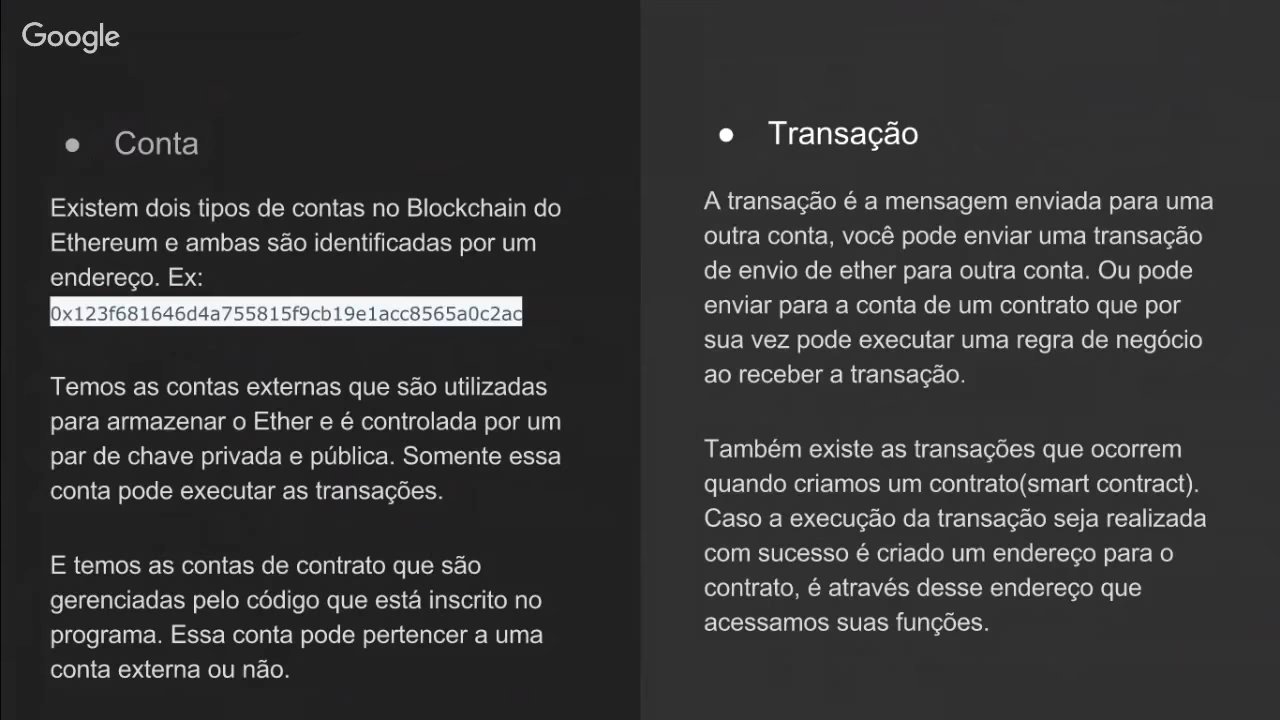 Google
● Conta
Existem dois tipos de contas no Blockchain do
Ethereum e ambas são identificadas por um
endereço. Ex:
0x123f681646d4a755815f9cb19e1acc8565a0c2ac
Temos as contas externas que são utilizadas
para armazenar o Ether e é controlada por um
par de chave privada e pública. Somente essa
conta pode executar as transações.
E temos as contas de contrato que são
gerenciadas pelo código que está inscrito no
programa. Essa conta pode pertencer a uma
conta externa ou não.
● Transação
A transação é a mensagem enviada para uma
outra conta, você pode enviar uma transação
de envio de ether para outra conta. Ou pode
enviar para a conta de um contrato que por
sua vez pode executar uma regra de negócio
ao receber a transação.
Também existe as transações que ocorrem
quando criamos um contrato(smart contract).
Caso a execução da transação seja realizada
com sucesso é criado um endereço para o
contrato, é através desse endereço que
acessamos suas funções.